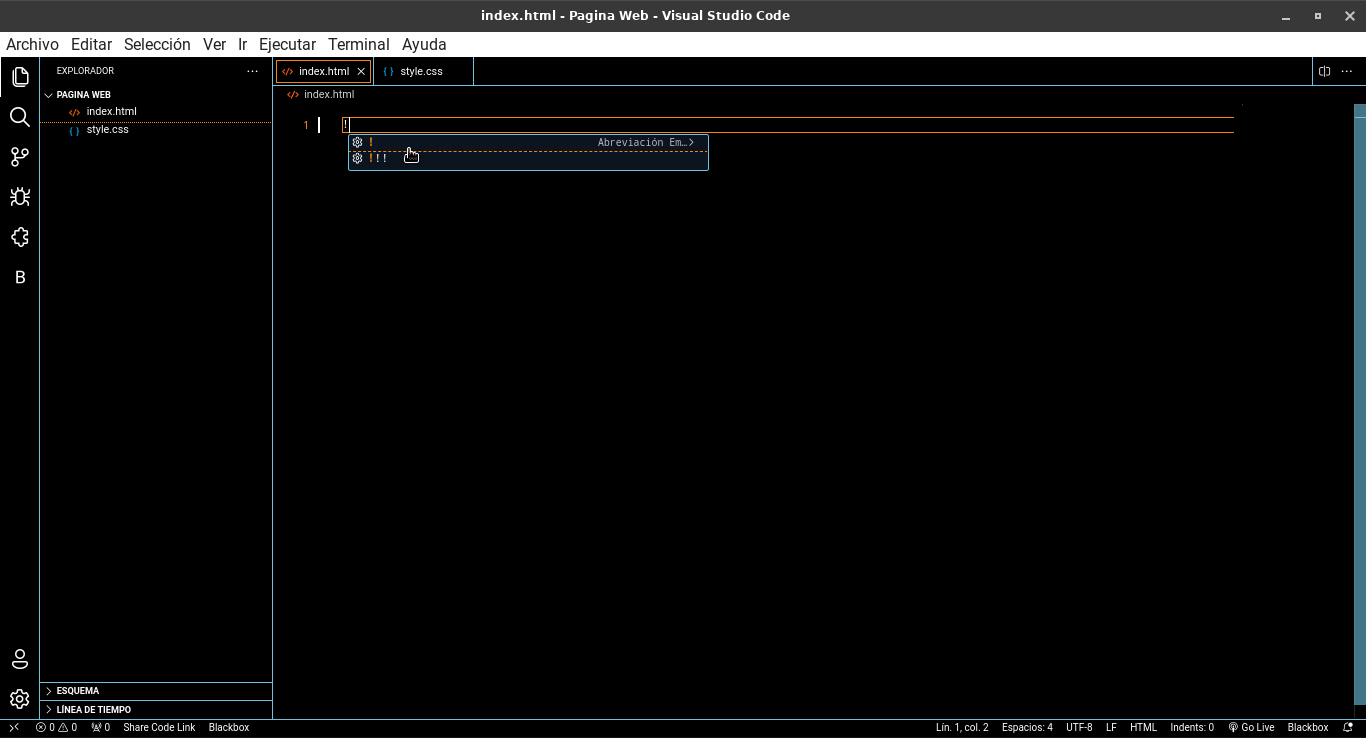 index.html - Pagina Web - Visual Studio Code
Archivo Editar Selección Ver Ir Ejecutar Terminal Ayuda
EXPLORADOR
index.html
style.css
PAGINA WEB
index.html
style.css
index.html
1 !
! Abreviación Em…
!!!
B
ESQUEMA
LÍNEA DE TIEMPO
0 0 0 Share Code Link Blackbox
Lín. 1, col. 2 Espacios: 4 UTF-8 LF HTML Indents: 0 Go Live Blackbox